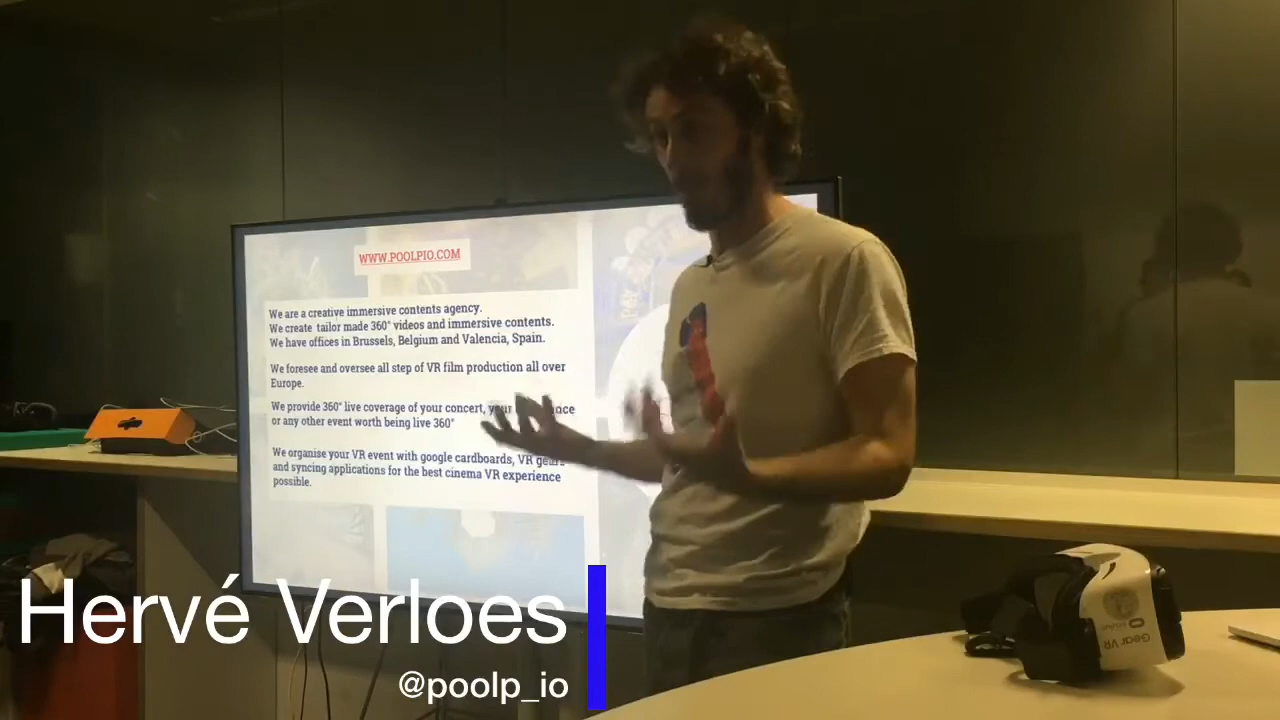 WWW.POOLPIO.COM
We are a creative immersive contents agency.
We create tailor made 360° videos and immersive contents.
We have offices in Brussels, Belgium and Valencia, Spain.
We foresee and oversee all step of VR film production all over
Europe.
We provide 360° live coverage of your concert,
or any other event worth being live 360°
We organise your VR event with google cardboards, VR gears
and syncing applications for the best cinema VR experience
possible.
Hervé Verloes
@poolp_io
Gear VR